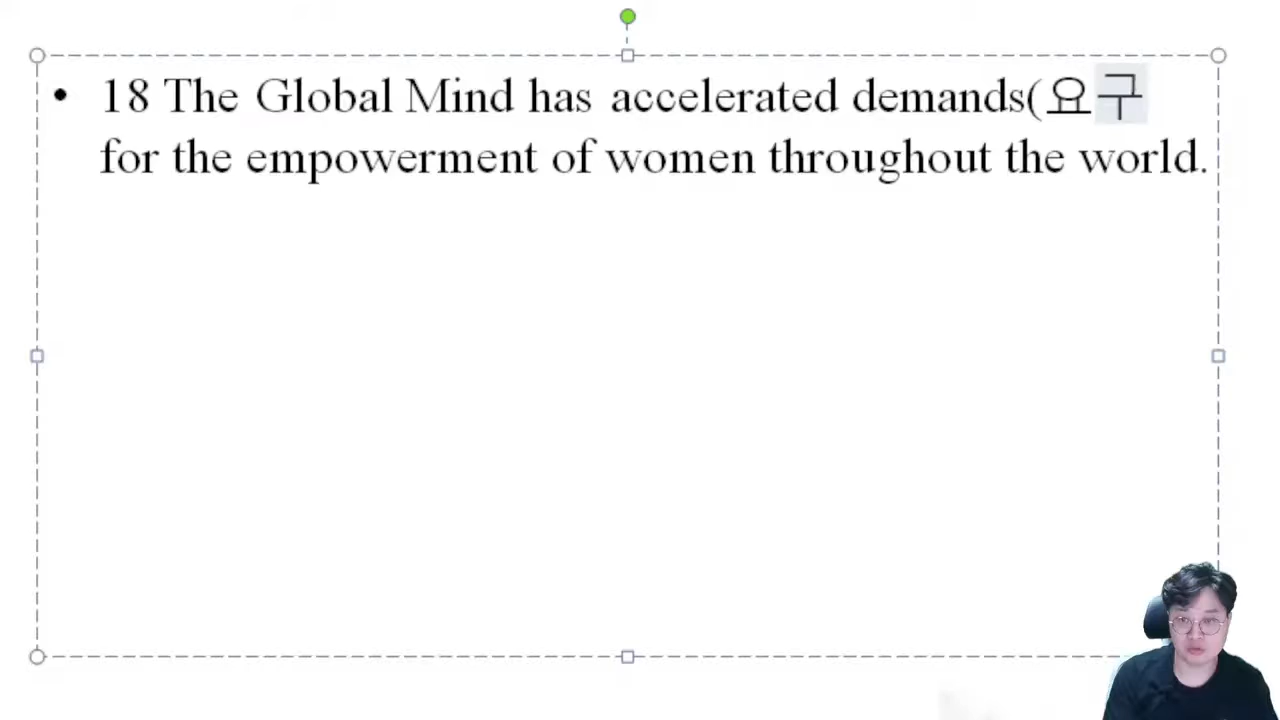 • 18 The Global Mind has accelerated demands(요구
for the empowerment of women throughout the world.